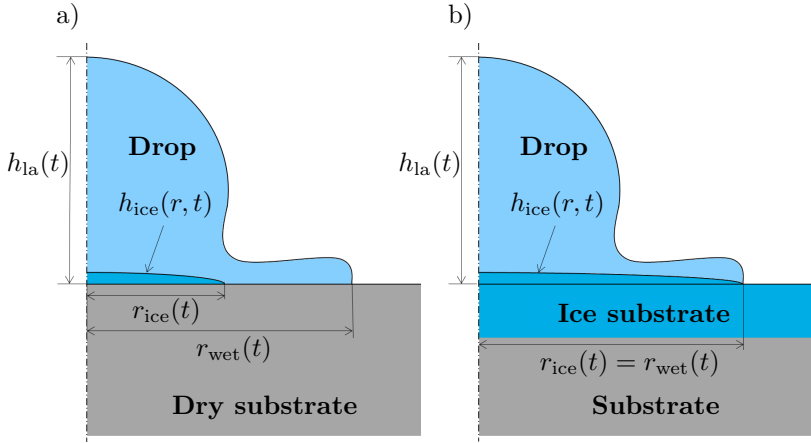 a)
h_la(t)
Drop
h_ice(r, t)
r_ice(t)
r_wet(t)
Dry substrate
b)
h_la(t)
Drop
h_ice(r, t)
Ice substrate
r_ice(t) = r_wet(t)
Substrate